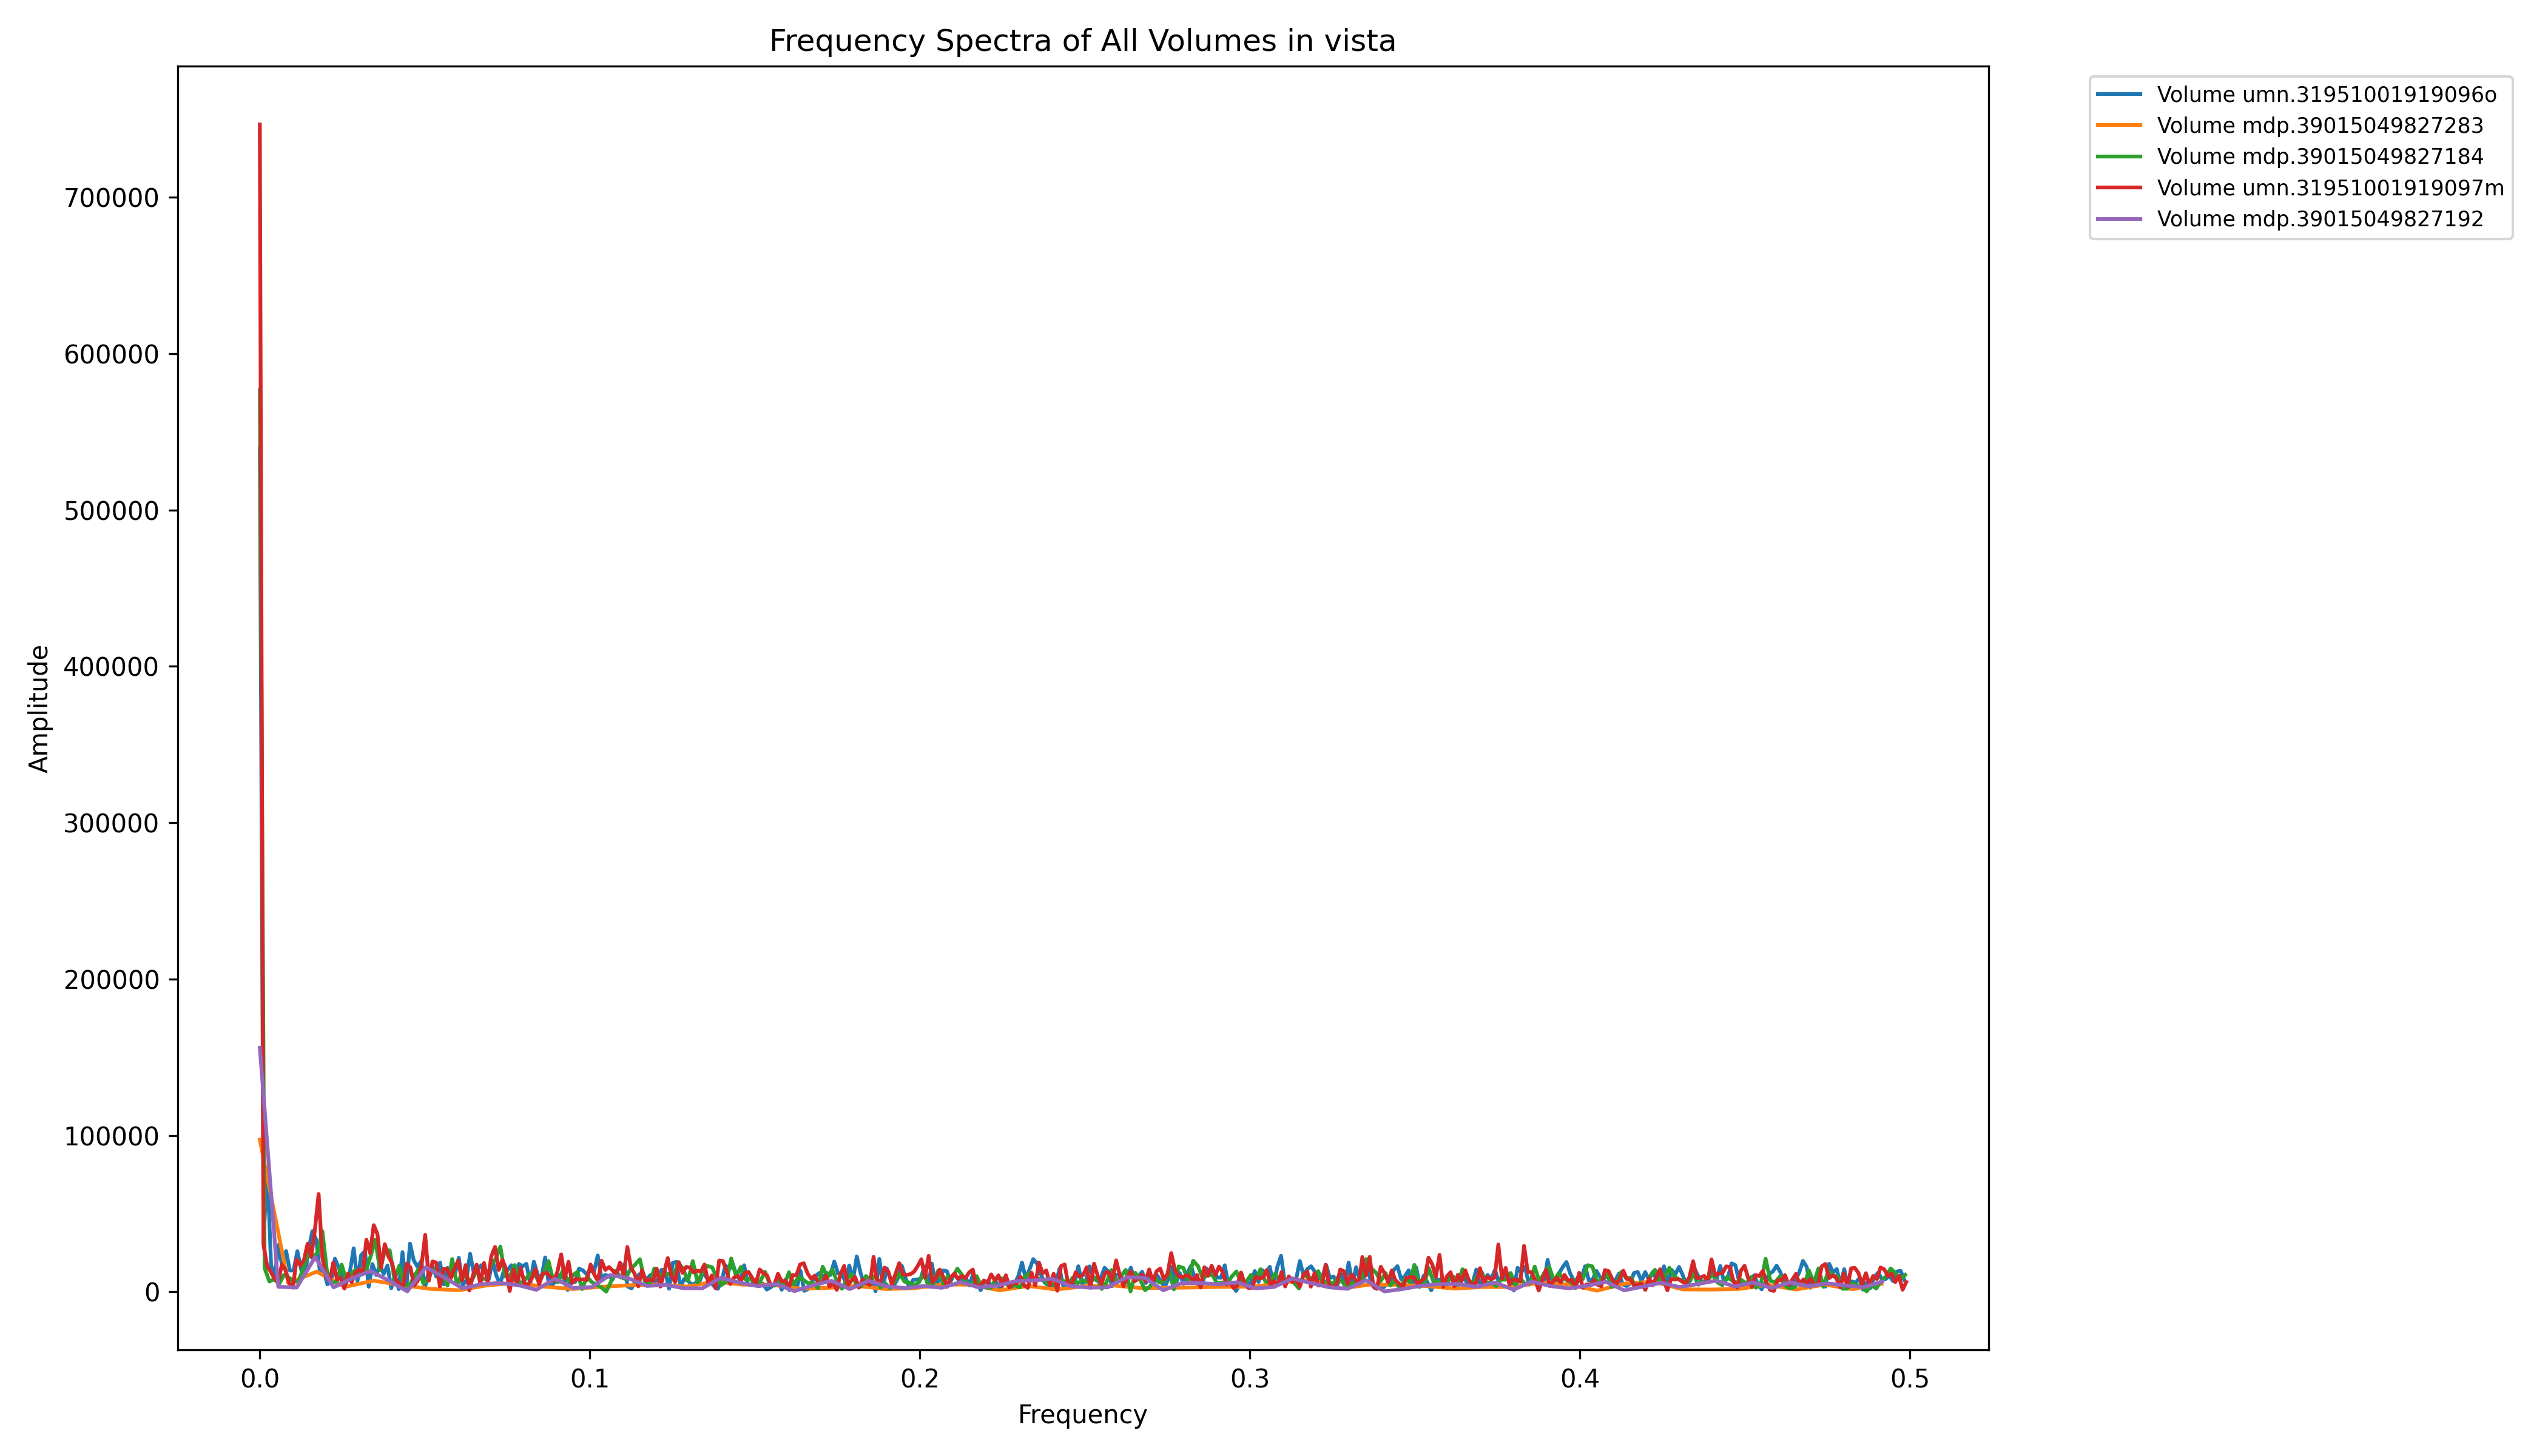 Frequency Spectra of All Volumes in vista
Volume umn.31951001919096o
Volume mdp.39015049827283
Volume mdp.39015049827184
Volume umn.31951001919097m
Volume mdp.39015049827192
700000
600000
500000
400000
300000
200000
100000
0
Amplitude
0.0 0.1 0.2 0.3 0.4 0.5
Frequency